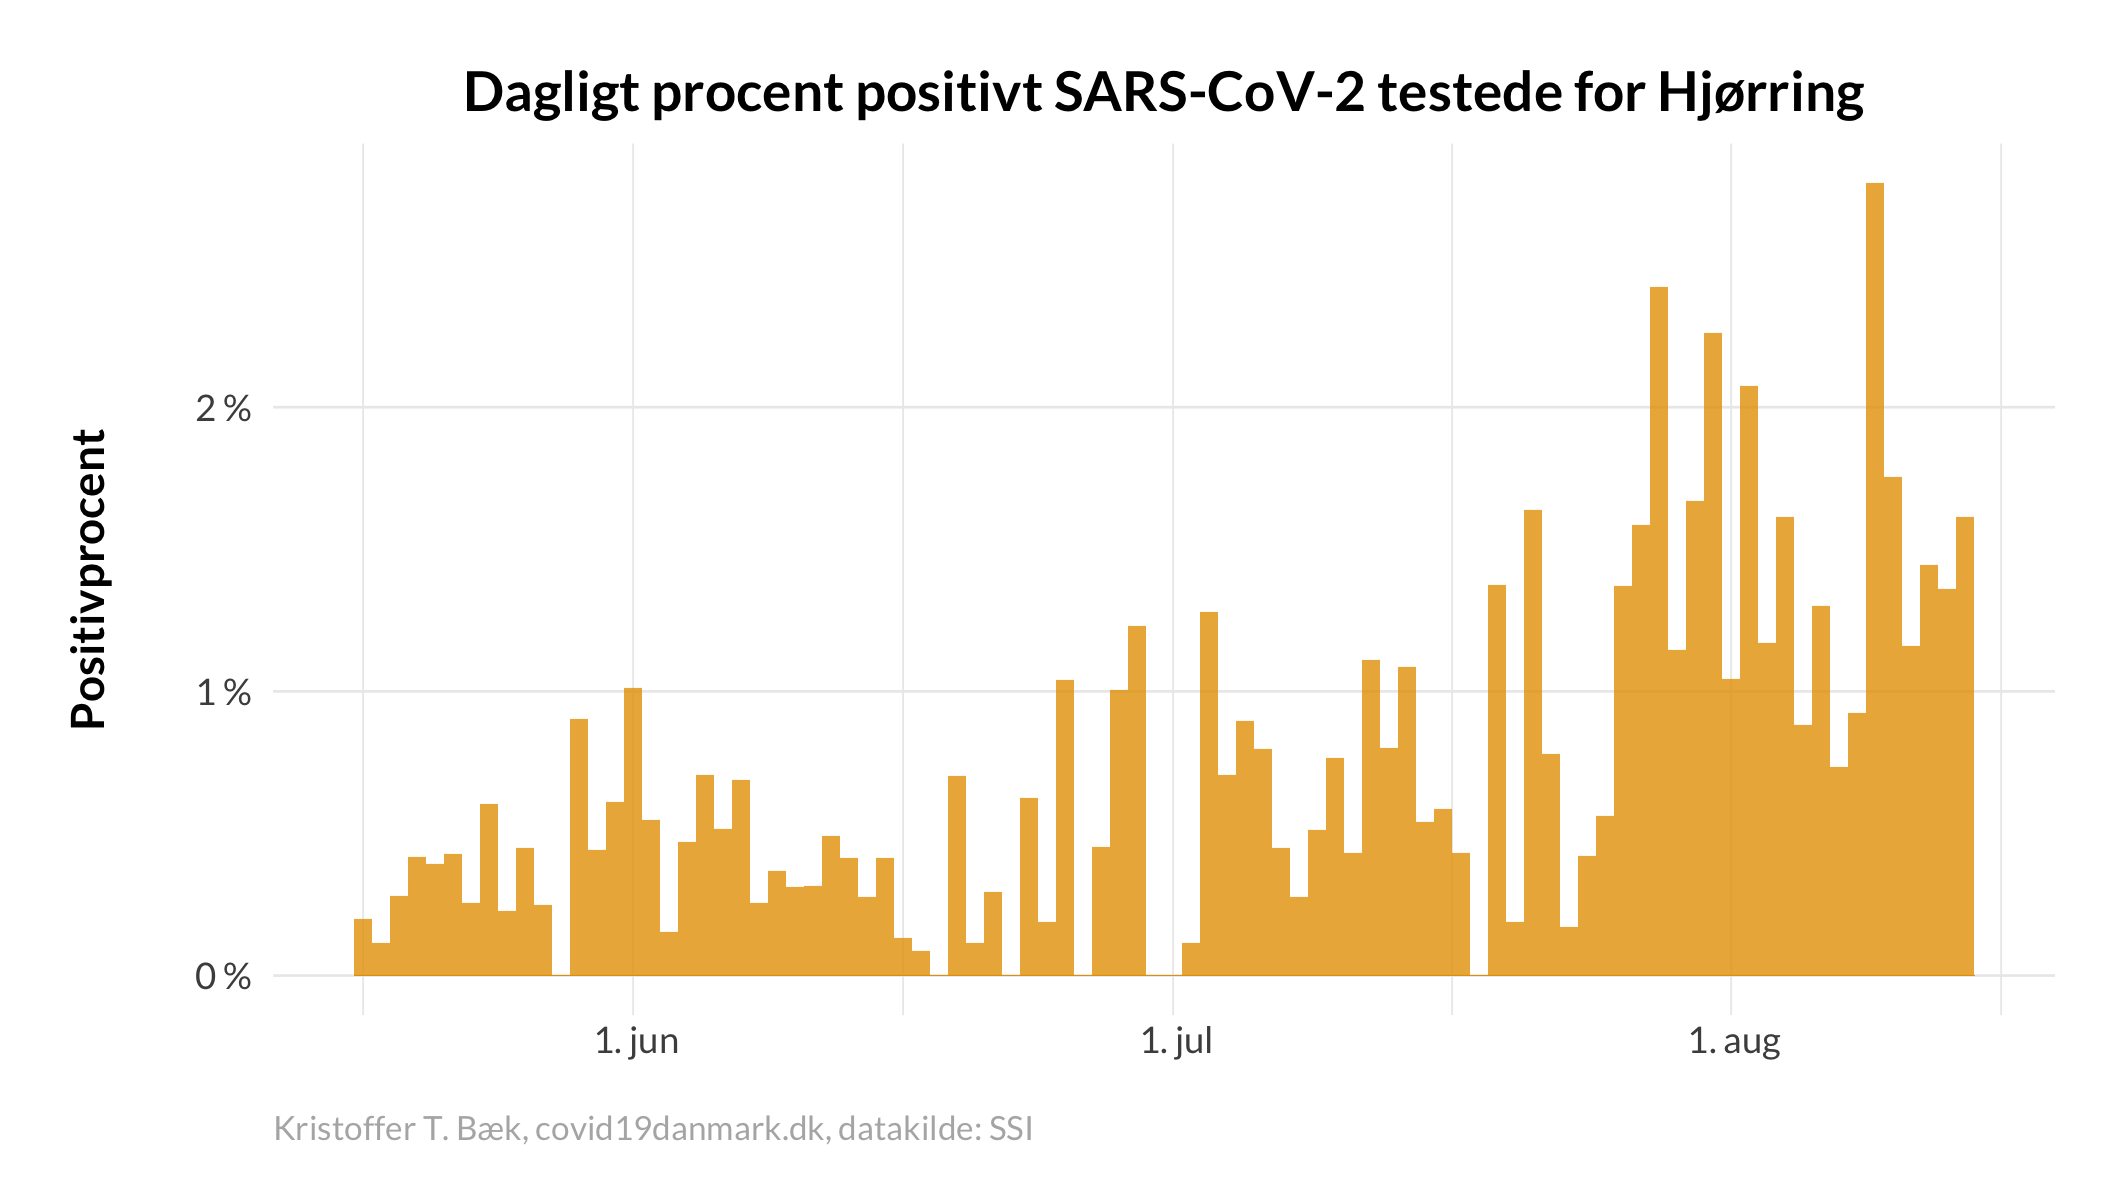 Dagligt procent positivt SARS-CoV-2 testede for Hjørring
Positivprocent
2 %
1 %
0 %
1. jun
1. jul
1. aug
Kristoffer T. Bæk, covid19danmark.dk, datakilde: SSI